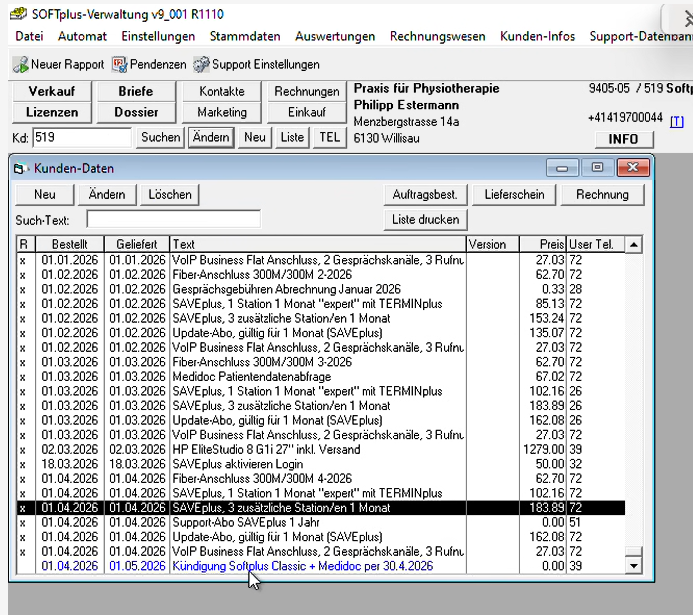 SOFTplus-Verwaltung v9_001 R1110
Datei Automat Einstellungen Stammdaten Auswertungen Rechnungswesen Kunden-Infos Support-Datenban
Neuer Rapport Pendenzen Support Einstellungen
Verkauf Briefe Kontakte Rechnungen
Lizenzen Dossier Marketing Einkauf
Praxis für Physiotherapie 9405-05 / 519 Softp
Philipp Estermann
Menzbergstrasse 14a +41419700044 [T]
6130 Willisau INFO
Kd: 519 Suchen Ändern Neu Liste TEL
Kunden-Daten
Neu Ändern Löschen Auftragsbest. Lieferschein Rechnung
Such-Text: Liste drucken
R Bestellt Geliefert Text Version Preis User Tel.
x 01.01.2026 01.01.2026 VoIP Business Flat Anschluss, 2 Gesprächskanäle, 3 Rufnu 27.03 72
x 01.02.2026 01.02.2026 Fiber-Anschluss 300M/300M 2-2026 62.70 72
x 01.02.2026 01.02.2026 Gesprächsgebühren Abrechnung Januar 2026 0.33 28
x 01.02.2026 01.02.2026 SAVEplus, 1 Station 1 Monat "expert" mit TERMINplus 85.13 72
x 01.02.2026 01.02.2026 SAVEplus, 3 zusätzliche Station/en 1 Monat 153.24 72
x 01.02.2026 01.02.2026 Update-Abo, gültig für 1 Monat (SAVEplus) 135.07 72
x 01.02.2026 01.02.2026 VoIP Business Flat Anschluss, 2 Gesprächskanäle, 3 Rufnu 27.03 72
x 01.03.2026 01.03.2026 Fiber-Anschluss 300M/300M 3-2026 62.70 72
x 01.03.2026 01.03.2026 Medidoc Patientendatenabfrage 67.02 72
x 01.03.2026 01.03.2026 SAVEplus, 1 Station 1 Monat "expert" mit TERMINplus 102.16 26
x 01.03.2026 01.03.2026 SAVEplus, 3 zusätzliche Station/en 1 Monat 183.89 26
x 01.03.2026 01.03.2026 Update-Abo, gültig für 1 Monat (SAVEplus) 162.08 26
x 01.03.2026 01.03.2026 VoIP Business Flat Anschluss, 2 Gesprächskanäle, 3 Rufnu 27.03 72
x 02.03.2026 02.03.2026 HP EliteStudio 8 G1i 27" inkl. Versand 1279.00 39
x 18.03.2026 18.03.2026 SAVEplus aktivieren Login 50.00 32
x 01.04.2026 01.04.2026 Fiber-Anschluss 300M/300M 4-2026 62.70 72
x 01.04.2026 01.04.2026 SAVEplus, 1 Station 1 Monat "expert" mit TERMINplus 102.16 72
x 01.04.2026 01.04.2026 SAVEplus, 3 zusätzliche Station/en 1 Monat 183.89 72
x 01.04.2026 01.04.2026 Support-Abo SAVEplus 1 Jahr 0.00 51
x 01.04.2026 01.04.2026 Update-Abo, gültig für 1 Monat (SAVEplus) 162.08 72
x 01.04.2026 01.04.2026 VoIP Business Flat Anschluss, 2 Gesprächskanäle, 3 Rufnu 27.03 72
01.04.2026 01.05.2026 Kündigung Softplus Classic + Medidoc per 30.4.2026 0.00 39